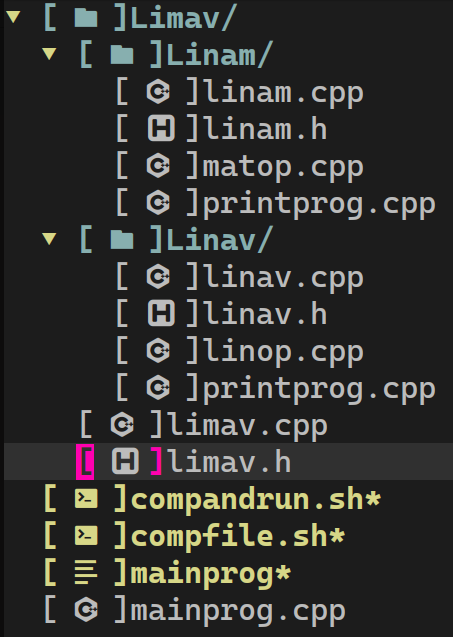 ▼ [ ]Limav/
▼ [ ]Linam/
[ C++ ]linam.cpp
[ H ]linam.h
[ C++ ]matop.cpp
[ C++ ]printprog.cpp
▼ [ ]Linav/
[ C++ ]linav.cpp
[ H ]linav.h
[ C++ ]linop.cpp
[ C++ ]printprog.cpp
[ C++ ]limav.cpp
[ H ]limav.h
[ >_ ]compandrun.sh*
[ >_ ]compfile.sh*
[ ]mainprog*
[ C++ ]mainprog.cpp